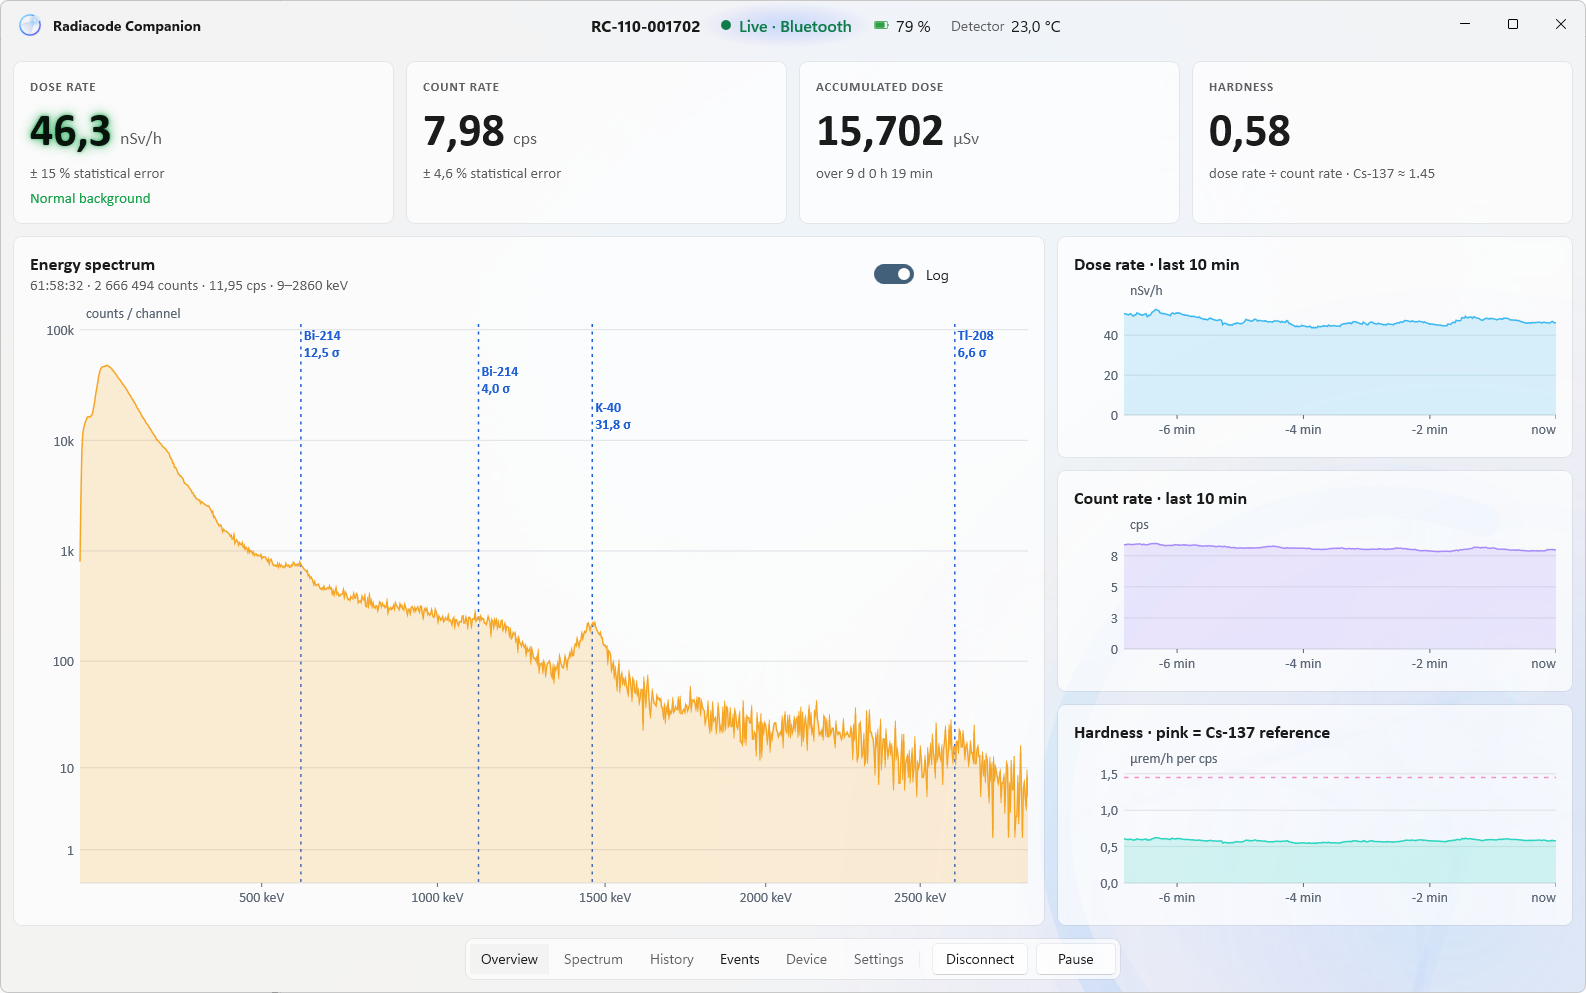 Radiacode Companion
RC-110-001702
Live · Bluetooth
79 %
Detector 23,0 °C
DOSE RATE
46,3 nSv/h
± 15 % statistical error
Normal background
COUNT RATE
7,98 cps
± 4,6 % statistical error
ACCUMULATED DOSE
15,702 µSv
over 9 d 0 h 19 min
HARDNESS
0,58
dose rate ÷ count rate · Cs-137 ≈ 1.45
Energy spectrum
61:58:32 · 2 666 494 counts · 11,95 cps · 9–2860 keV
Log
counts / channel
100k
10k
1k
100
10
1
Bi-214
12,5 σ
Bi-214
4,0 σ
K-40
31,8 σ
Tl-208
6,6 σ
500 keV
1000 keV
1500 keV
2000 keV
2500 keV
Dose rate · last 10 min
nSv/h
40
20
0
-6 min
-4 min
-2 min
now
Count rate · last 10 min
cps
8
5
3
0
-6 min
-4 min
-2 min
now
Hardness · pink = Cs-137 reference
µrem/h per cps
1,5
1,0
0,5
0,0
-6 min
-4 min
-2 min
now
Overview
Spectrum
History
Events
Device
Settings
Disconnect
Pause